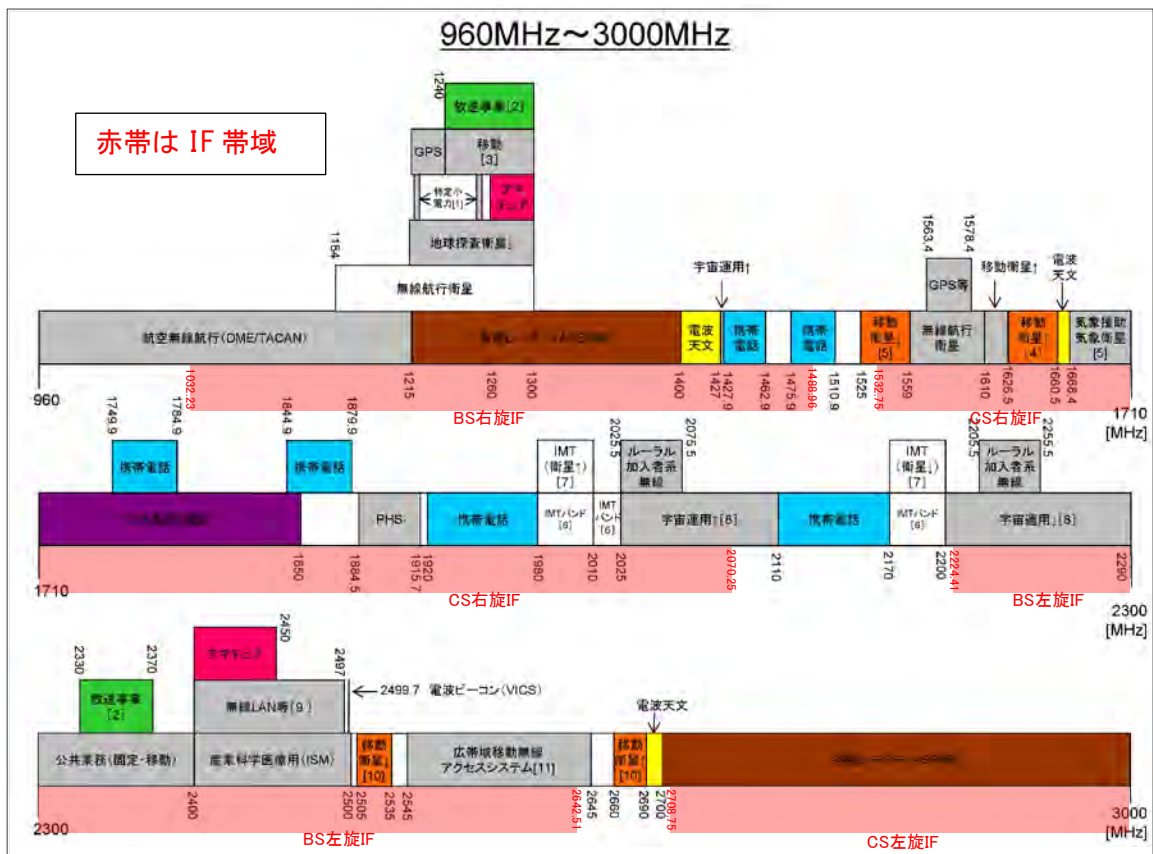 960MHz～3000MHz
赤帯は IF 帯域
1240
放送事業[2]
GPS
移動
[3]
特定小
電力[1]
アマ
チュア
地球探査衛星↓
1164
無線航行衛星
航空無線航行(DME/TACAN)
電波
天文
宇宙運用↑
携帯
電話
携帯
電話
移動
衛星↓
[5]
1563.4
1578.4
GPS等
無線航行
衛星
移動衛星↑
移動
衛星↑
[4]
電波
天文
気象援助
気象衛星
[5]
960
1032.23
1215
1260
1300
1400
1427
1427.9
1462.9
1475.9
1488.96
1510.9
1525
1532.75
1559
1610
1626.5
1660.5
1668.4
1710
[MHz]
BS右旋IF
CS右旋IF
1749.9
1784.9
1844.9
1879.9
2025.5
2075.5
2205.5
2255.5
携帯電話
携帯電話
IMT
(衛星↑)
[7]
ルーラル
加入者系
無線
IMT
(衛星↓)
[7]
ルーラル
加入者系
無線
PHS
携帯電話
IMTバンド
[6]
IMT
バンド
[6]
宇宙運用↑[8]
携帯電話
IMTバンド
[6]
宇宙運用↓[8]
1710
1850
1884.5
1915.7
1920
1980
2010
2025
2070.25
2110
2170
2200
2224.41
2290
2300
[MHz]
CS右旋IF
BS左旋IF
2330
2370
2450
2497
アマチュア
放送事業
[2]
無線LAN等(9)
2499.7 電波ビーコン(VICS)
電波天文
公共業務(固定・移動)
産業科学医療用(ISM)
移動
衛星↓
[10]
広帯域移動無線
アクセスシステム[11]
移動
衛星↑
[10]
2300
2400
2500
2505
2535
2545
2642.51
2645
2660
2690
2700
2708.75
3000
[MHz]
BS左旋IF
CS左旋IF